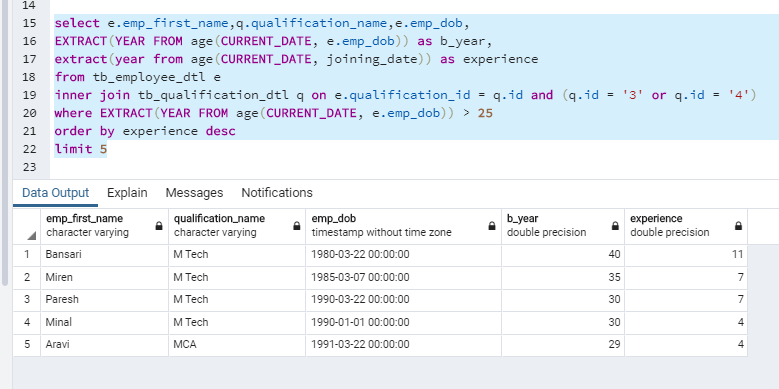 14
15 select e.emp_first_name,q.qualification_name,e.emp_dob,
16 EXTRACT(YEAR FROM age(CURRENT_DATE, e.emp_dob)) as b_year,
17 extract(year from age(CURRENT_DATE, joining_date)) as experience
18 from tb_employee_dtl e
19 inner join tb_qualification_dtl q on e.qualification_id = q.id and (q.id = '3' or q.id = '4')
20 where EXTRACT(YEAR FROM age(CURRENT_DATE, e.emp_dob)) > 25
21 order by experience desc
22 limit 5
23
Data Output Explain Messages Notifications
emp_first_name qualification_name emp_dob b_year experience
character varying character varying timestamp without time zone double precision double precision
1 Bansari M Tech 1980-03-22 00:00:00 40 11
2 Miren M Tech 1985-03-07 00:00:00 35 7
3 Paresh M Tech 1990-03-22 00:00:00 30 7
4 Minal M Tech 1990-01-01 00:00:00 30 4
5 Aravi MCA 1991-03-22 00:00:00 29 4